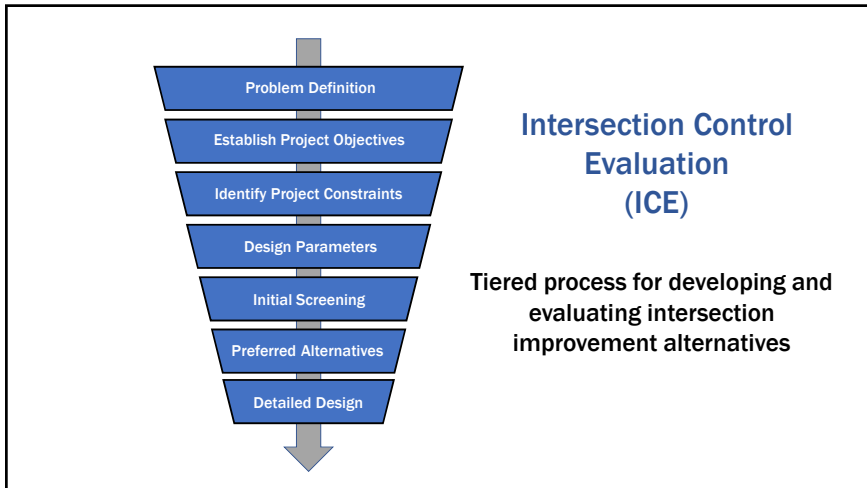 Problem Definition
Establish Project Objectives
Identify Project Constraints
Design Parameters
Initial Screening
Preferred Alternatives
Detailed Design
Intersection Control
Evaluation
(ICE)
Tiered process for developing and
evaluating intersection
improvement alternatives